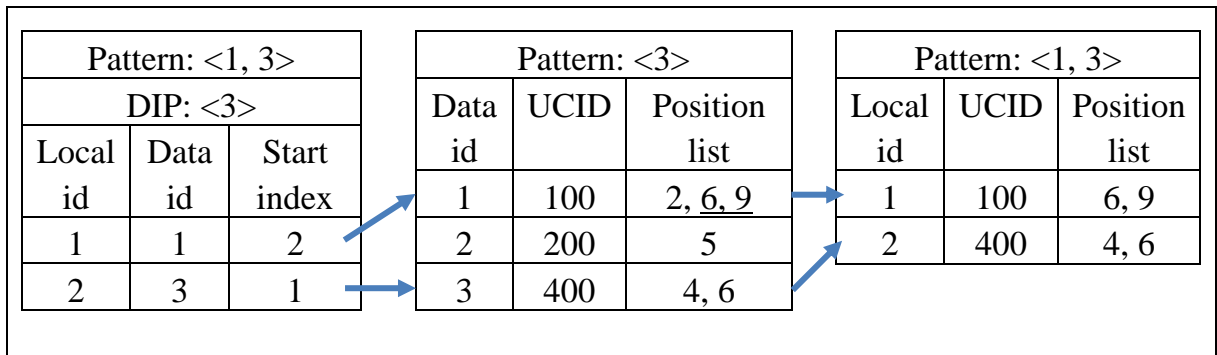 Pattern: <1, 3>
DIP: <3>
Local id Data id Start index
1 1 2
2 3 1
Pattern: <3>
Data id UCID Position list
1 100 2, 6, 9
2 200 5
3 400 4, 6
Pattern: <1, 3>
Local id UCID Position list
1 100 6, 9
2 400 4, 6